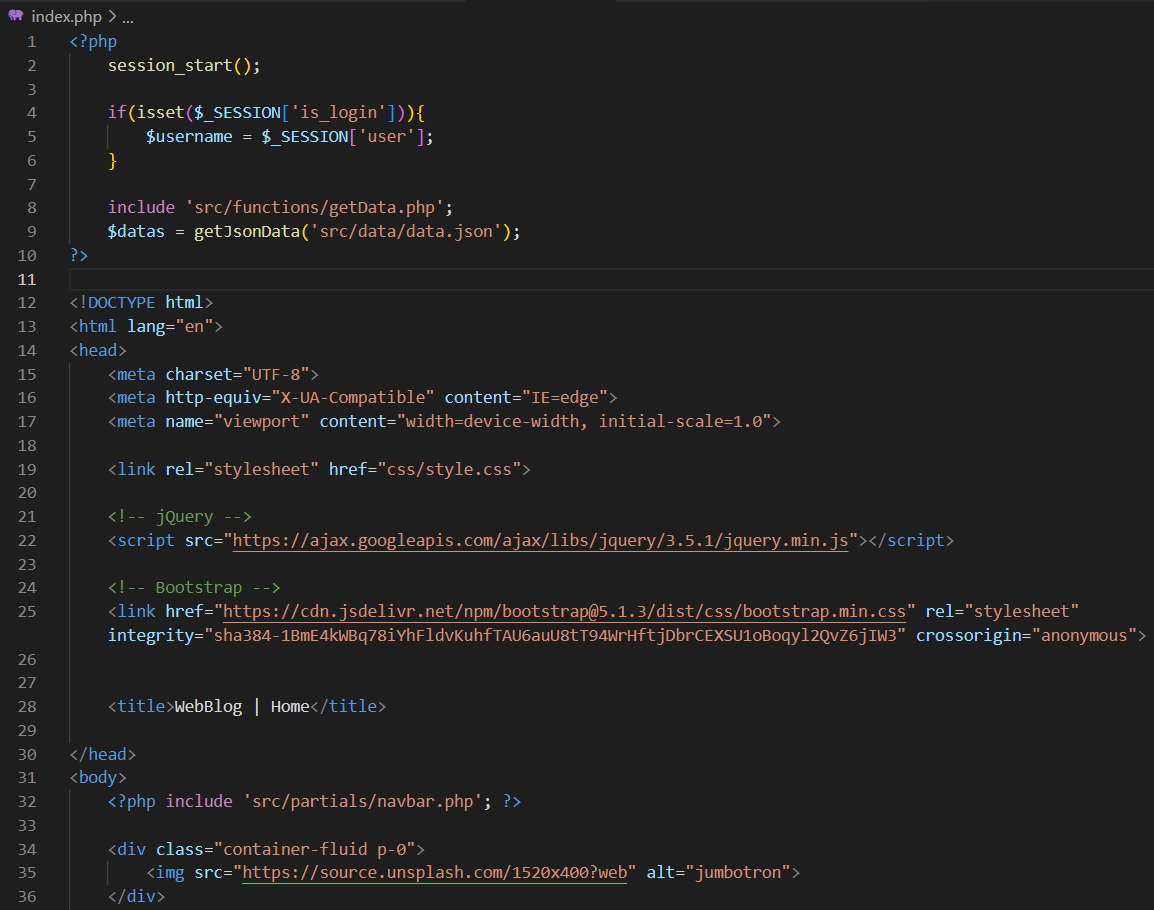 index.php > ...
1 <?php
2 session_start();
3
4 if(isset($_SESSION['is_login'])){
5 $username = $_SESSION['user'];
6 }
7
8 include 'src/functions/getData.php';
9 $datas = getJsonData('src/data/data.json');
10 ?>
11
12 <!DOCTYPE html>
13 <html lang="en">
14 <head>
15 <meta charset="UTF-8">
16 <meta http-equiv="X-UA-Compatible" content="IE=edge">
17 <meta name="viewport" content="width=device-width, initial-scale=1.0">
18
19 <link rel="stylesheet" href="css/style.css">
20
21 <!-- jQuery -->
22 <script src="https://ajax.googleapis.com/ajax/libs/jquery/3.5.1/jquery.min.js"></script>
23
24 <!-- Bootstrap -->
25 <link href="https://cdn.jsdelivr.net/npm/bootstrap@5.1.3/dist/css/bootstrap.min.css" rel="stylesheet"
integrity="sha384-1BmE4kWBq78iYhFldvKuhfTAU6auU8tT94WrHftjDbrCEXSU1oBoqyl2QvZ6jIW3" crossorigin="anonymous">
26
27
28 <title>WebBlog | Home</title>
29
30 </head>
31 <body>
32 <?php include 'src/partials/navbar.php'; ?>
33
34 <div class="container-fluid p-0">
35 <img src="https://source.unsplash.com/1520x400?web" alt="jumbotron">
36 </div>